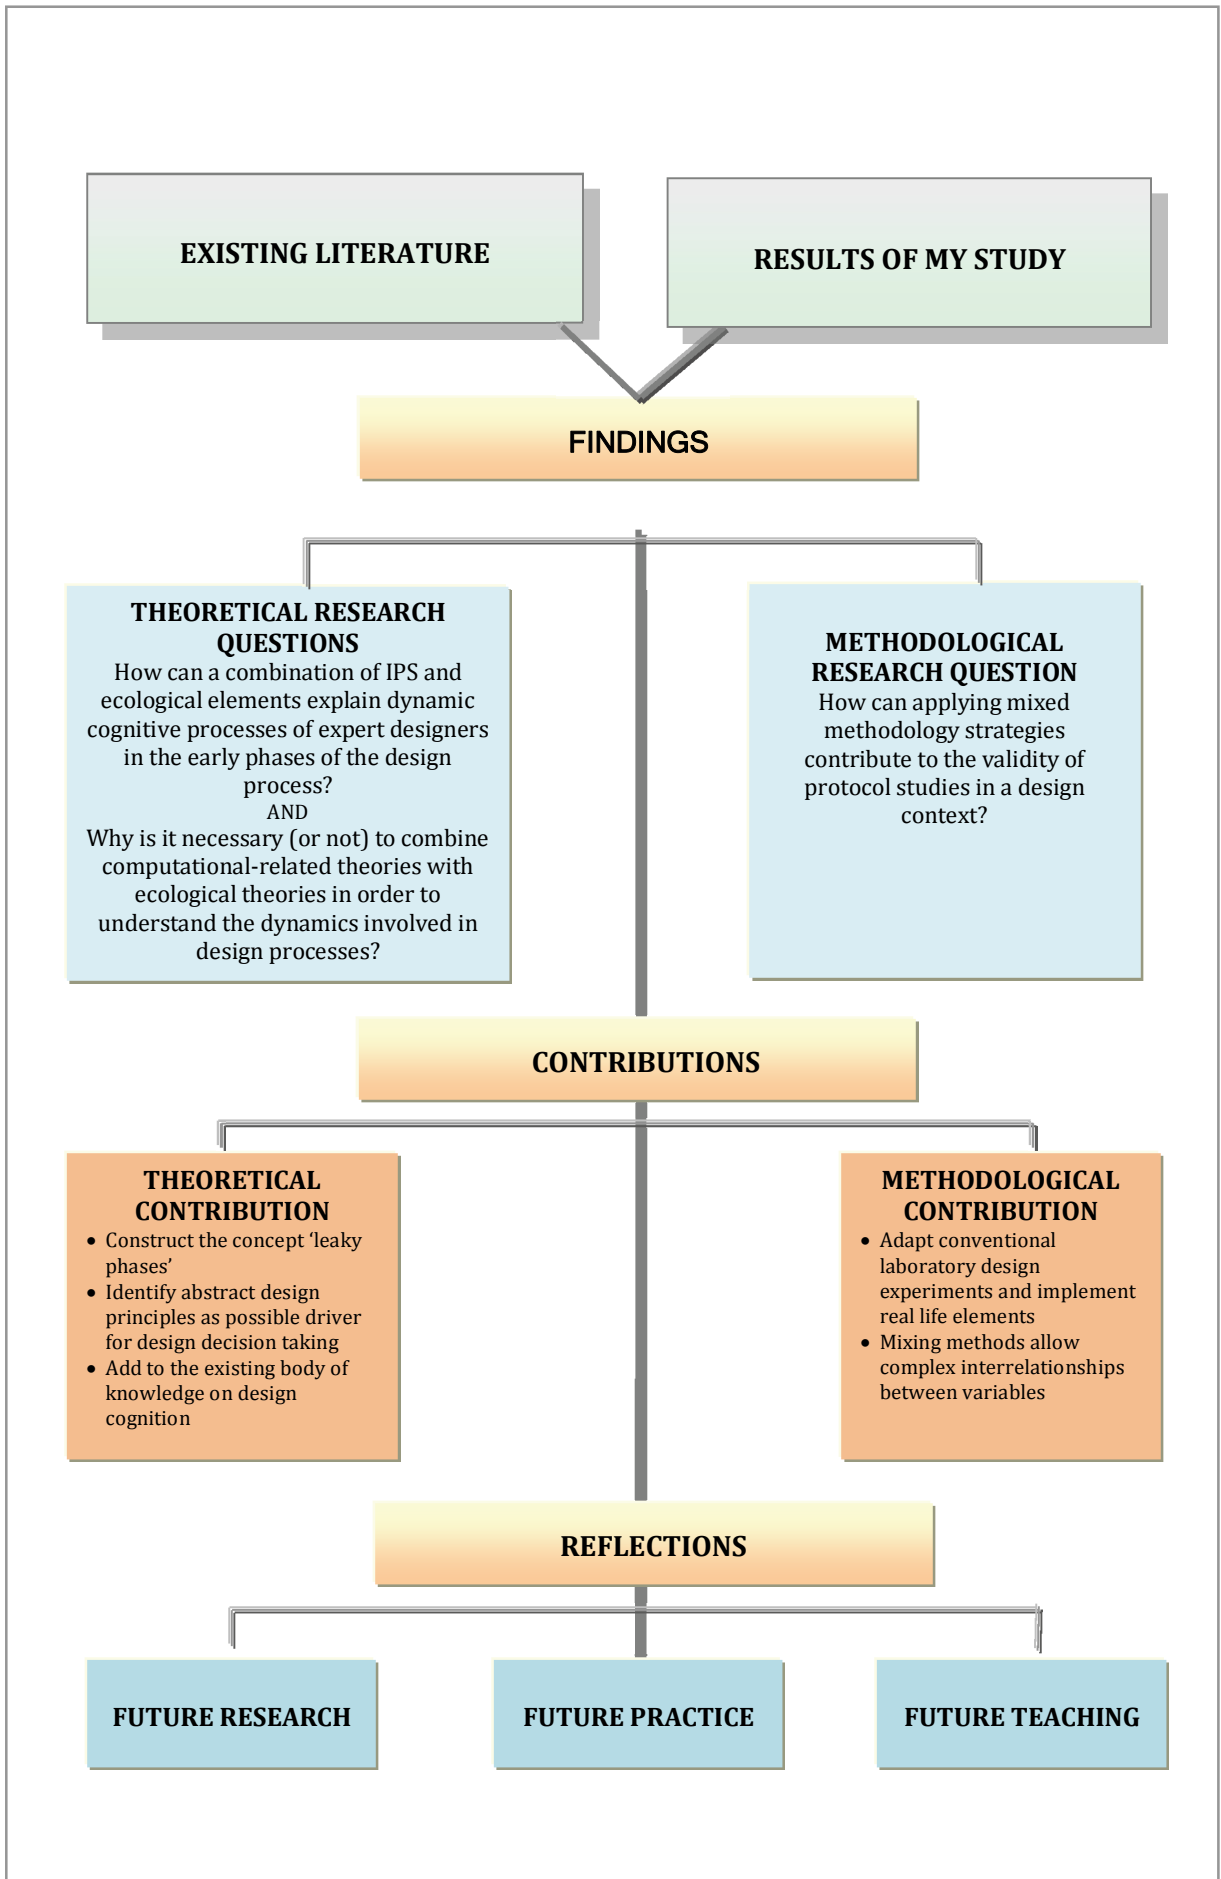 EXISTING LITERATURE
RESULTS OF MY STUDY
FINDINGS
THEORETICAL RESEARCH
QUESTIONS
How can a combination of IPS and
ecological elements explain dynamic
cognitive processes of expert designers
in the early phases of the design
process?
AND
Why is it necessary (or not) to combine
computational-related theories with
ecological theories in order to
understand the dynamics involved in
design processes?
METHODOLOGICAL
RESEARCH QUESTION
How can applying mixed
methodology strategies
contribute to the validity of
protocol studies in a design
context?
CONTRIBUTIONS
THEORETICAL
CONTRIBUTION
• Construct the concept ‘leaky
phases’
• Identify abstract design
principles as possible driver
for design decision taking
• Add to the existing body of
knowledge on design
cognition
METHODOLOGICAL
CONTRIBUTION
• Adapt conventional
laboratory design
experiments and implement
real life elements
• Mixing methods allow
complex interrelationships
between variables
REFLECTIONS
FUTURE RESEARCH
FUTURE PRACTICE
FUTURE TEACHING